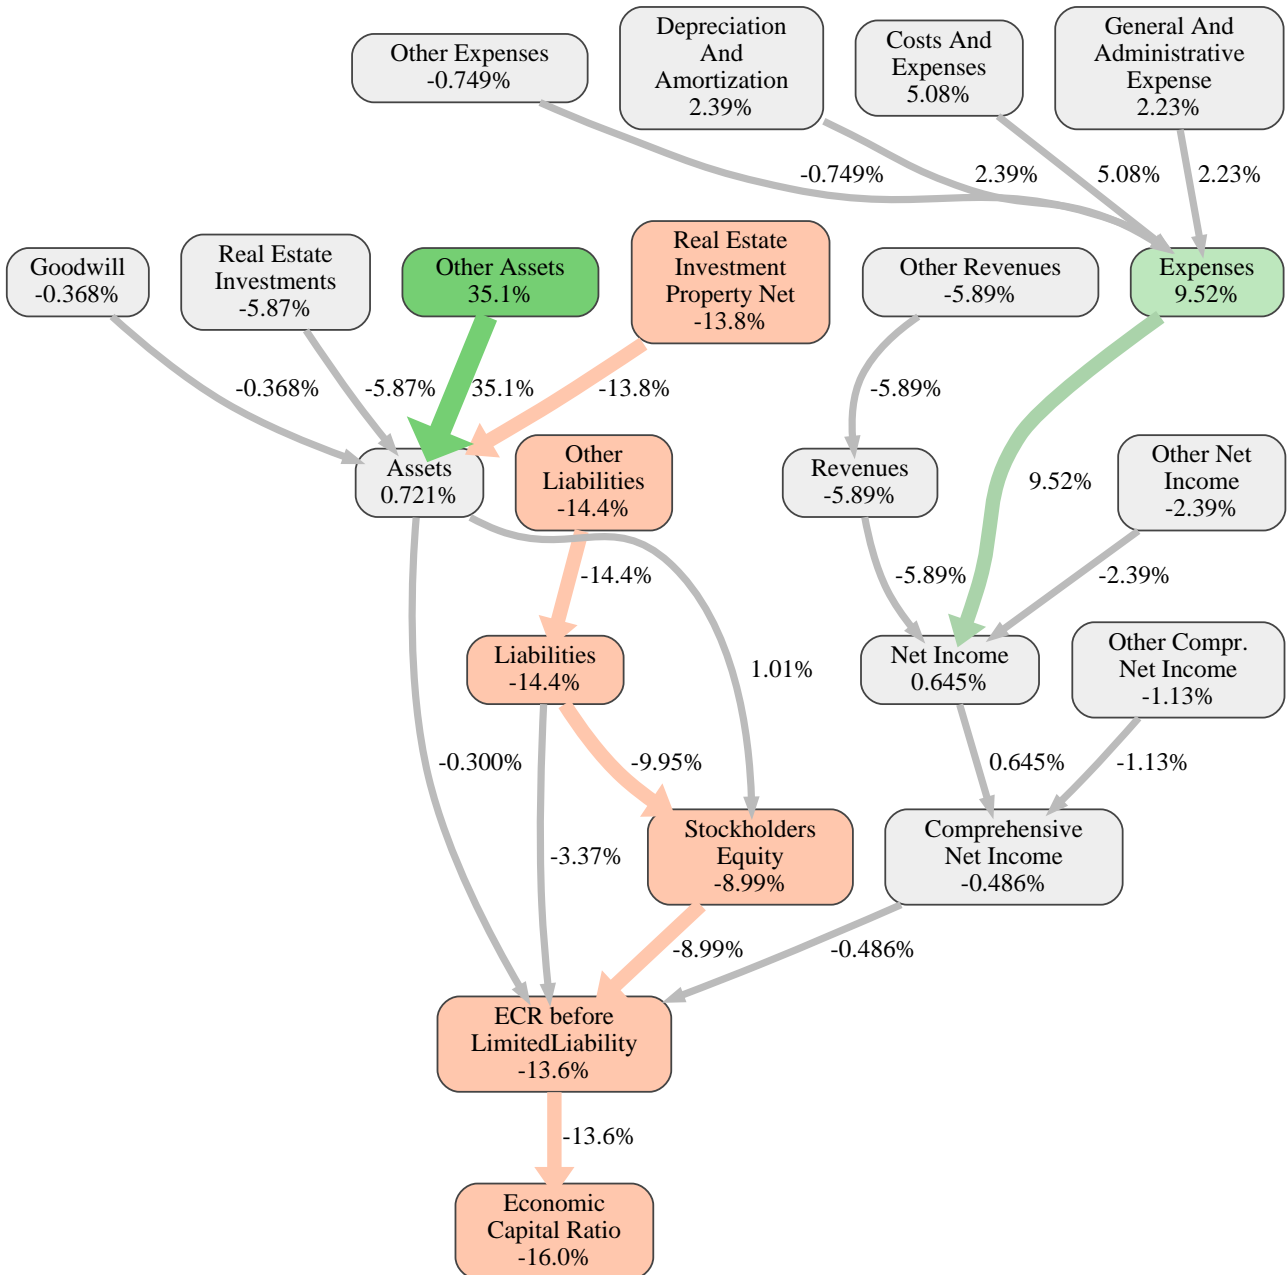 Other Expenses
-0.749%
Depreciation
And
Amortization
2.39%
Costs And
Expenses
5.08%
General And
Administrative
Expense
2.23%
-0.749%
2.39%
5.08%
2.23%
Goodwill
-0.368%
Real Estate
Investments
-5.87%
Other Assets
35.1%
Real Estate
Investment
Property Net
-13.8%
Other Revenues
-5.89%
Expenses
9.52%
-0.368%
-5.87%
35.1%
-13.8%
-5.89%
Assets
0.721%
Other
Liabilities
-14.4%
Revenues
-5.89%
9.52%
Other Net
Income
-2.39%
-14.4%
-5.89%
-2.39%
Liabilities
-14.4%
1.01%
Net Income
0.645%
Other Compr.
Net Income
-1.13%
-0.300%
-9.95%
0.645%
-1.13%
-3.37%
Stockholders
Equity
-8.99%
Comprehensive
Net Income
-0.486%
-8.99%
-0.486%
ECR before
LimitedLiability
-13.6%
-13.6%
Economic
Capital Ratio
-16.0%